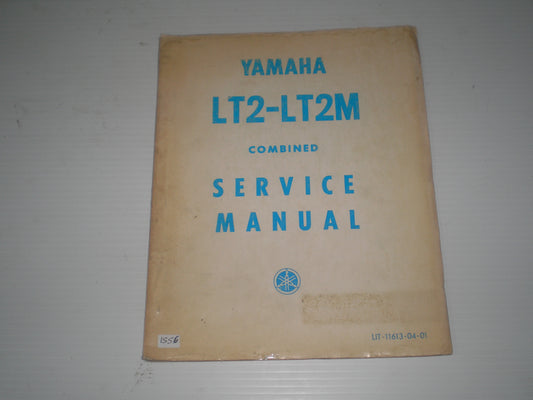 YAMAHA
LT2-LT2M
COMBINED
SERVICE
MANUAL
LIT-11613-04-01
1556